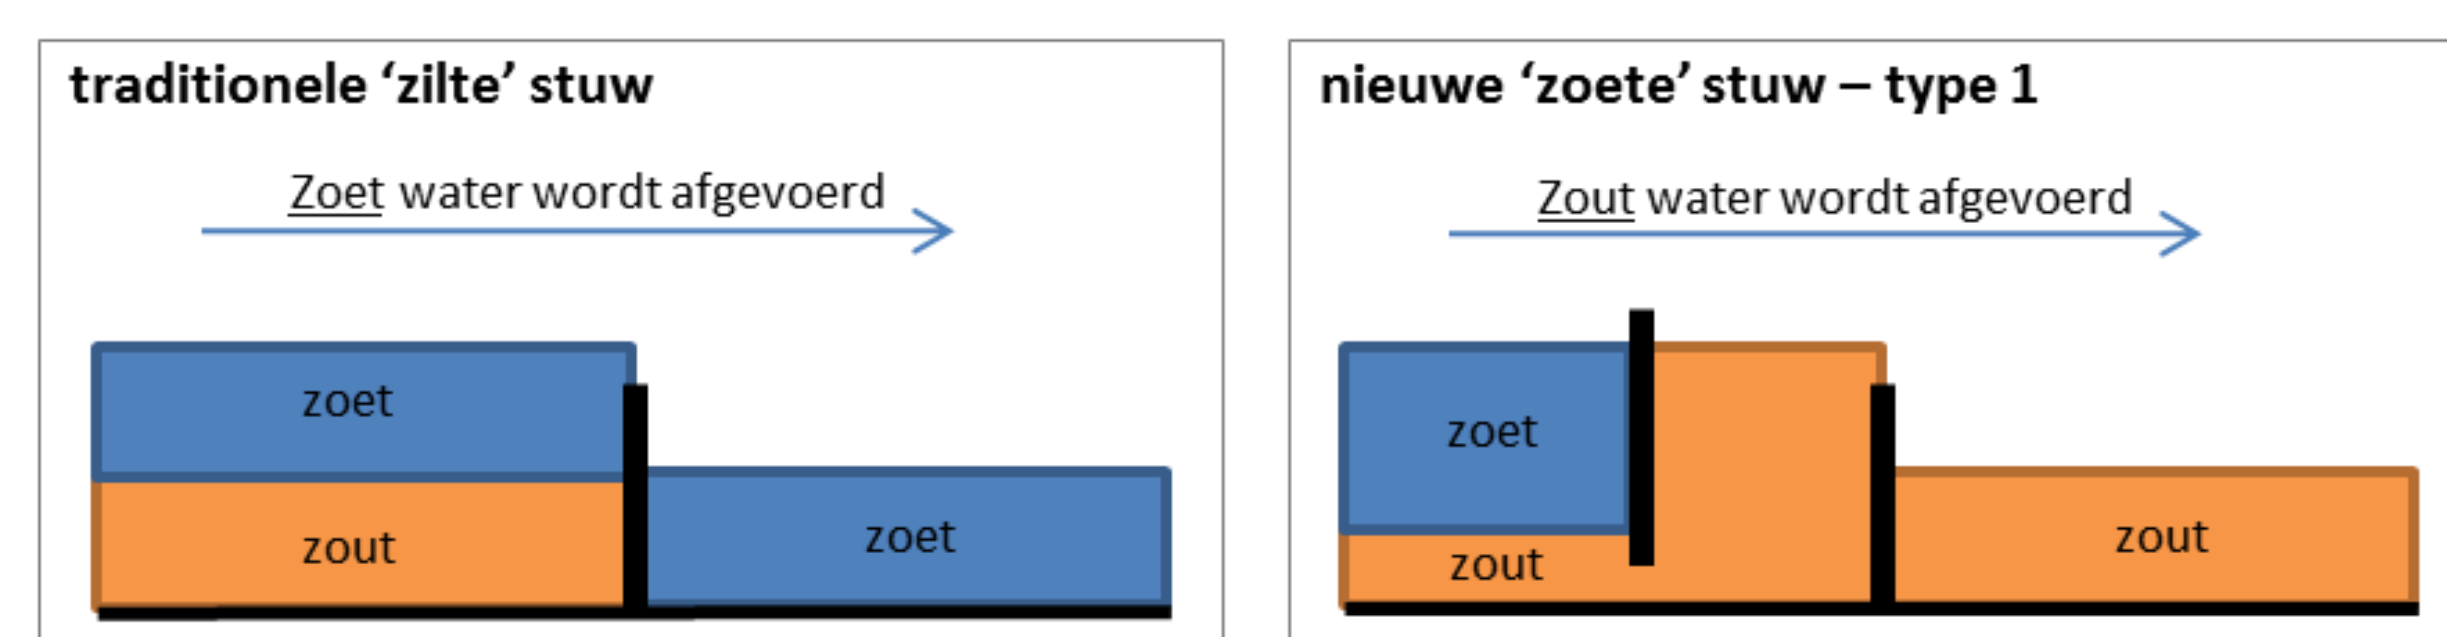 traditionele ‘zilte’ stuw
Zoet water wordt afgevoerd
zoet
zout
zoet
nieuwe ‘zoete’ stuw – type 1
Zout water wordt afgevoerd
zoet
zout
zout